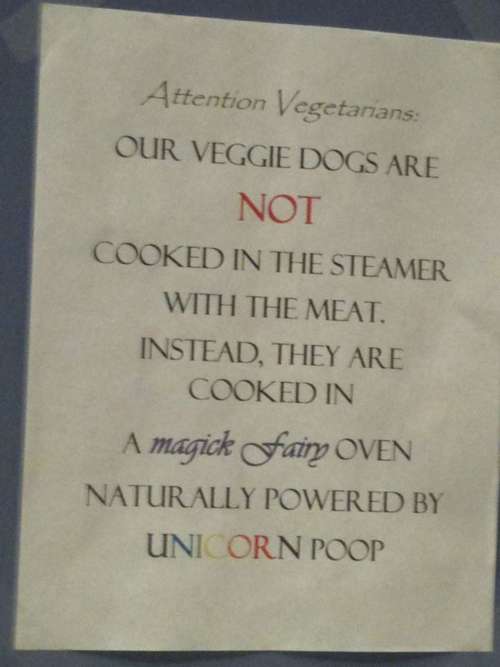 Attention Vegetarians:
OUR VEGGIE DOGS ARE
NOT
COOKED IN THE STEAMER
WITH THE MEAT.
INSTEAD, THEY ARE
COOKED IN
A magick Fairy OVEN
NATURALLY POWERED BY
UNICORN POOP